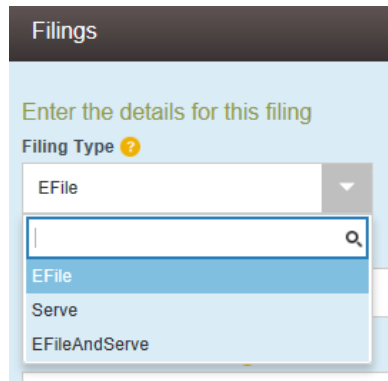 Filings
Enter the details for this filing
Filing Type ?
EFile
EFile
Serve
EFileAndServe